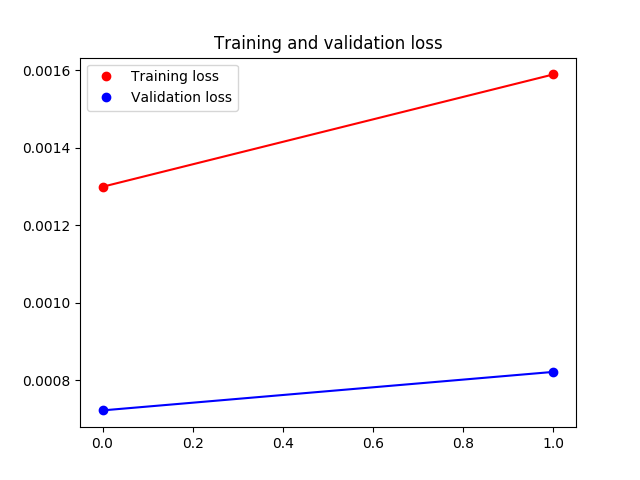 Training and validation loss
Training loss
Validation loss
0.0016
0.0014
0.0012
0.0010
0.0008
0.0 0.2 0.4 0.6 0.8 1.0